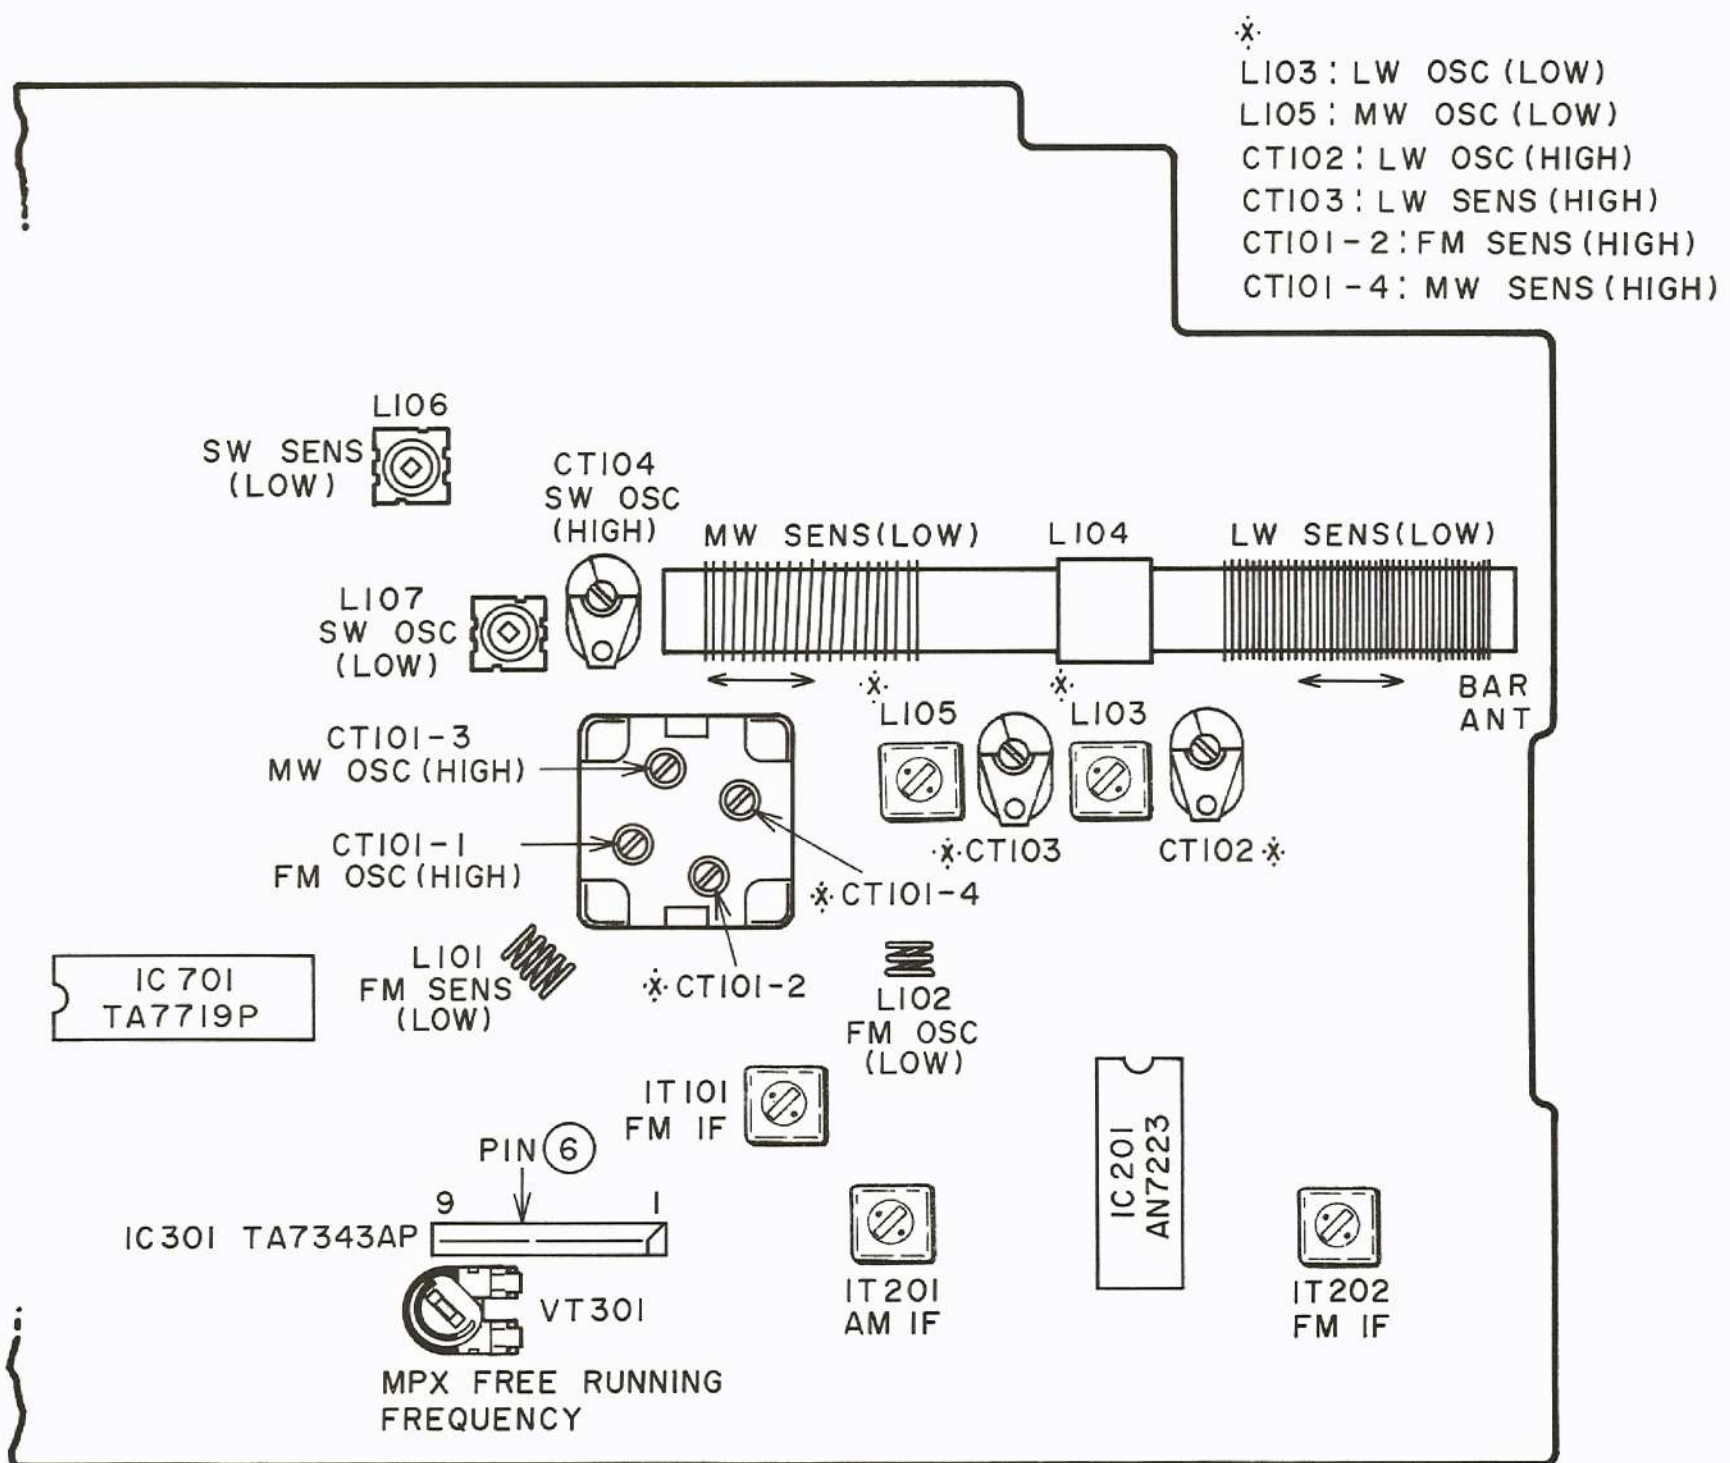 ※
L103: LW OSC (LOW)
L105: MW OSC (LOW)
CT102: LW OSC (HIGH)
CT103: LW SENS (HIGH)
CT101-2: FM SENS (HIGH)
CT101-4: MW SENS (HIGH)
L106
SW SENS
(LOW)
CT104
SW OSC
(HIGH)
MW SENS(LOW)
L104
LW SENS(LOW)
L107
SW OSC
(LOW)
BAR
ANT
※
L105
※
L103
CT101-3
MW OSC (HIGH)
CT101-1
FM OSC (HIGH)
※CT103
CT102※
※CT101-4
※CT101-2
L101
FM SENS
(LOW)
L102
FM OSC
(LOW)
IC 701
TA7719P
IT101
FM IF
PIN 6
9
1
IC301 TA7343AP
VT301
MPX FREE RUNNING
FREQUENCY
IT201
AM IF
IC201
AN7223
IT202
FM IF